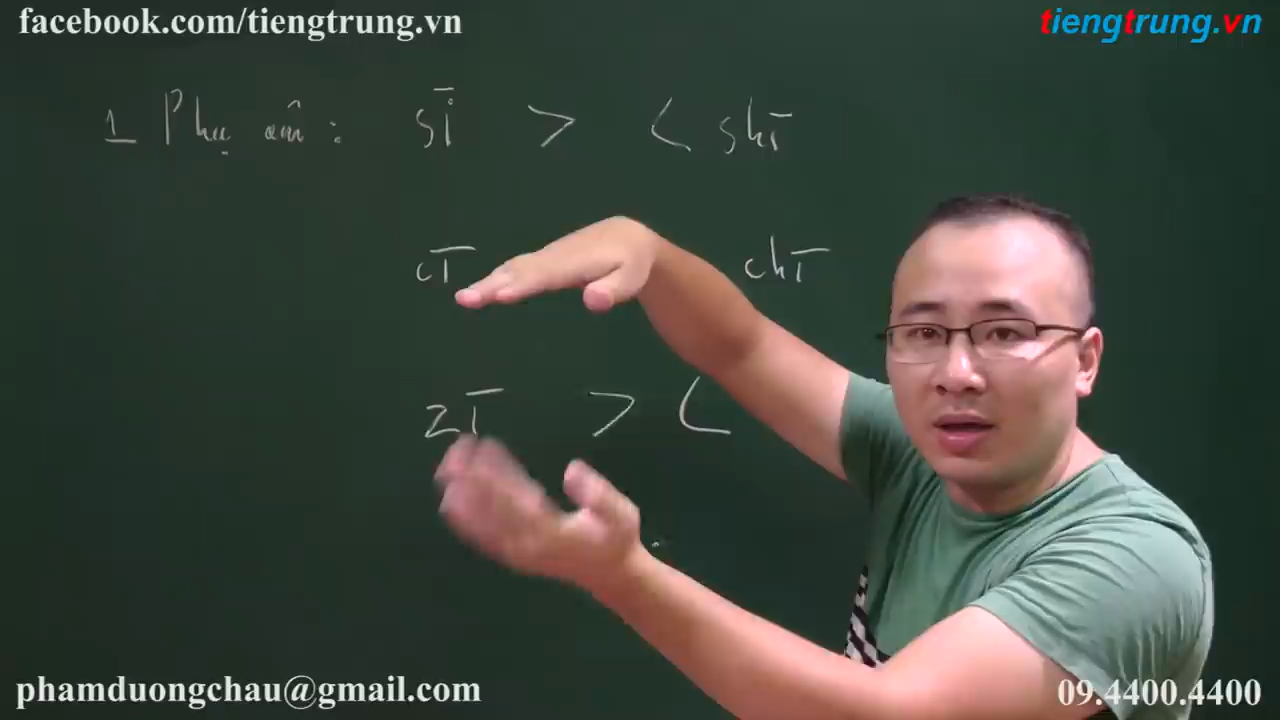 facebook.com/tiengtrung.vn
tiengtrung.vn
1 Phụ âm: sī > < shī
cī chī
zī > <
phamduongchau@gmail.com
09.4400.4400